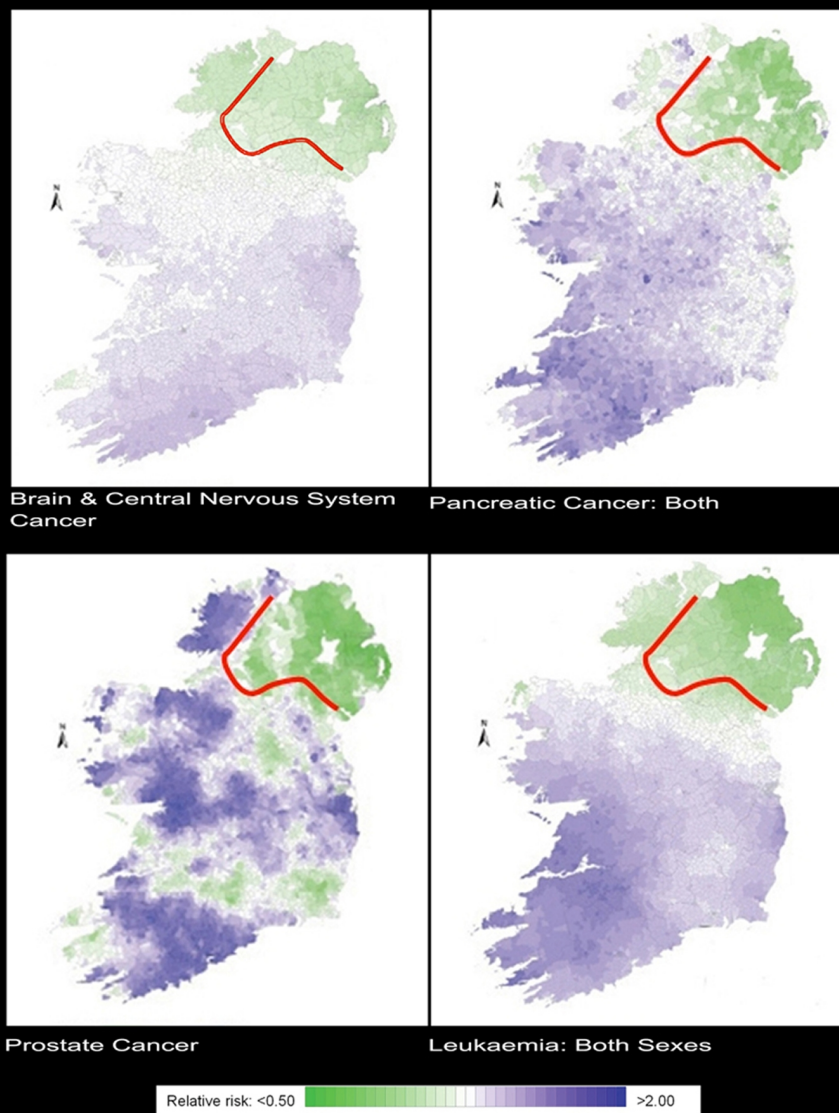 N
N
Brain & Central Nervous System
Cancer
Pancreatic Cancer: Both
N
N
Prostate Cancer
Leukaemia: Both Sexes
Relative risk: <0.50 >2.00